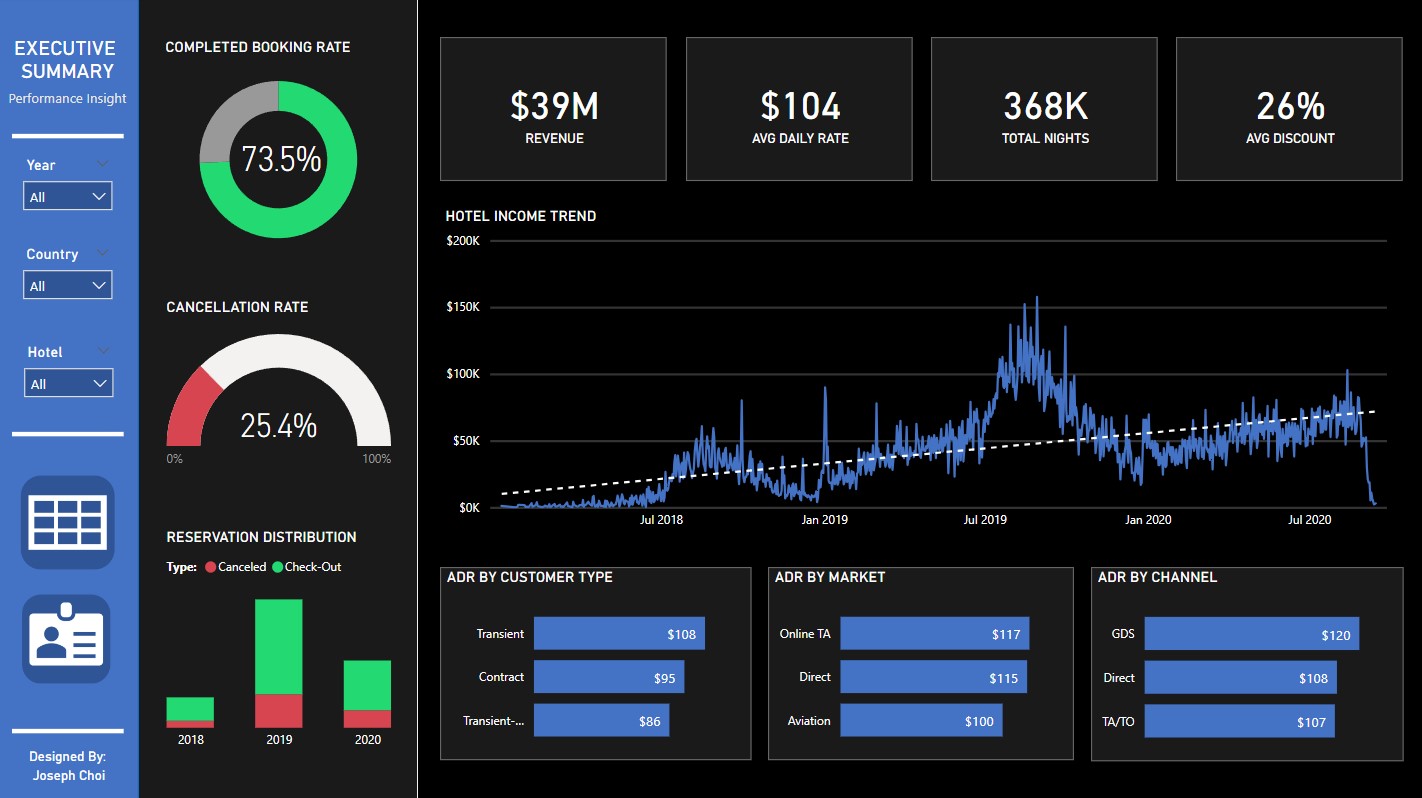 EXECUTIVE
SUMMARY
Performance Insight
Year
All
Country
All
Hotel
All
Designed By:
Joseph Choi
COMPLETED BOOKING RATE
73.5%
CANCELLATION RATE
25.4%
0%
100%
RESERVATION DISTRIBUTION
Type: Canceled Check-Out
2018 2019 2020
$39M
REVENUE
$104
AVG DAILY RATE
368K
TOTAL NIGHTS
26%
AVG DISCOUNT
HOTEL INCOME TREND
$200K
$150K
$100K
$50K
$0K
Jul 2018 Jan 2019 Jul 2019 Jan 2020 Jul 2020
ADR BY CUSTOMER TYPE
Transient $108
Contract $95
Transient-... $86
ADR BY MARKET
Online TA $117
Direct $115
Aviation $100
ADR BY CHANNEL
GDS $120
Direct $108
TA/TO $107